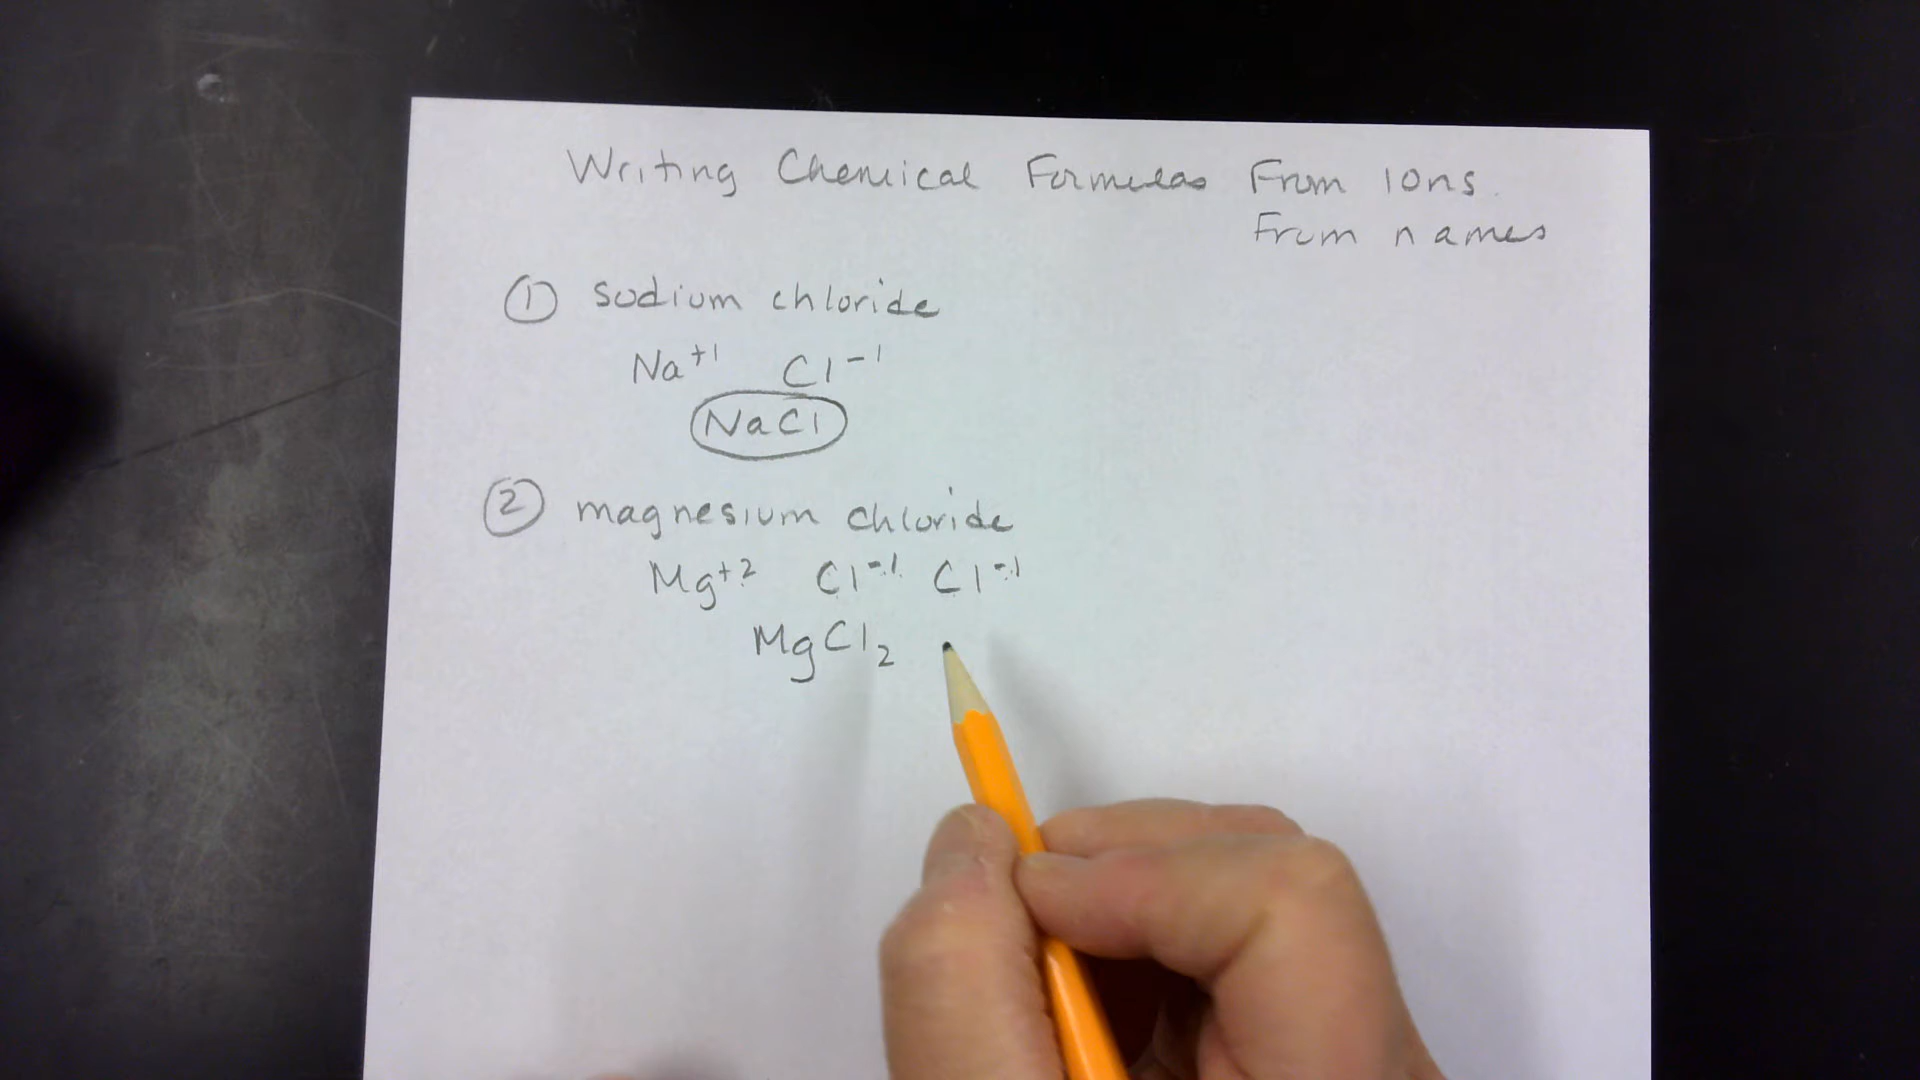 Writing Chemical Formulas From Ions.
From names
① sodium chloride
Na⁺¹ Cl⁻¹
NaCl
② magnesium chloride
Mg⁺² Cl⁻¹ Cl⁻¹
MgCl₂